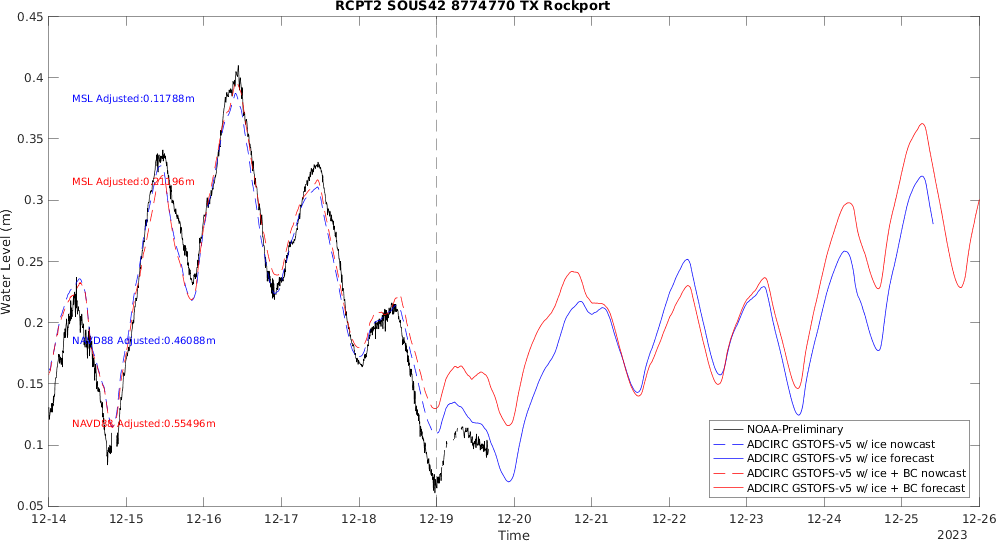 RCPT2 SOUS42 8774770 TX Rockport
Water Level (m)
0.45
0.4
0.35
0.3
0.25
0.2
0.15
0.1
0.05
MSL Adjusted:0.11788m
MSL Adjusted:0.21196m
NAVD88 Adjusted:0.46088m
NAVD88 Adjusted:0.55496m
NOAA-Preliminary
ADCIRC GSTOFS-v5 w/ ice nowcast
ADCIRC GSTOFS-v5 w/ ice forecast
ADCIRC GSTOFS-v5 w/ ice + BC nowcast
ADCIRC GSTOFS-v5 w/ ice + BC forecast
12-14 12-15 12-16 12-17 12-18 12-19 12-20 12-21 12-22 12-23 12-24 12-25 12-26
Time
2023